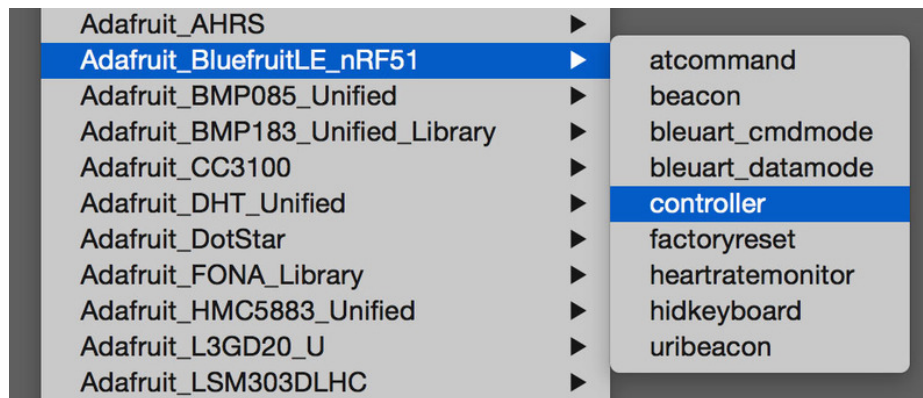 Adafruit_AHRS
Adafruit_BluefruitLE_nRF51
Adafruit_BMP085_Unified
Adafruit_BMP183_Unified_Library
Adafruit_CC3100
Adafruit_DHT_Unified
Adafruit_DotStar
Adafruit_FONA_Library
Adafruit_HMC5883_Unified
Adafruit_L3GD20_U
Adafruit_LSM303DLHC
atcommand
beacon
bleuart_cmdmode
bleuart_datamode
controller
factoryreset
heartratemonitor
hidkeyboard
uribeacon